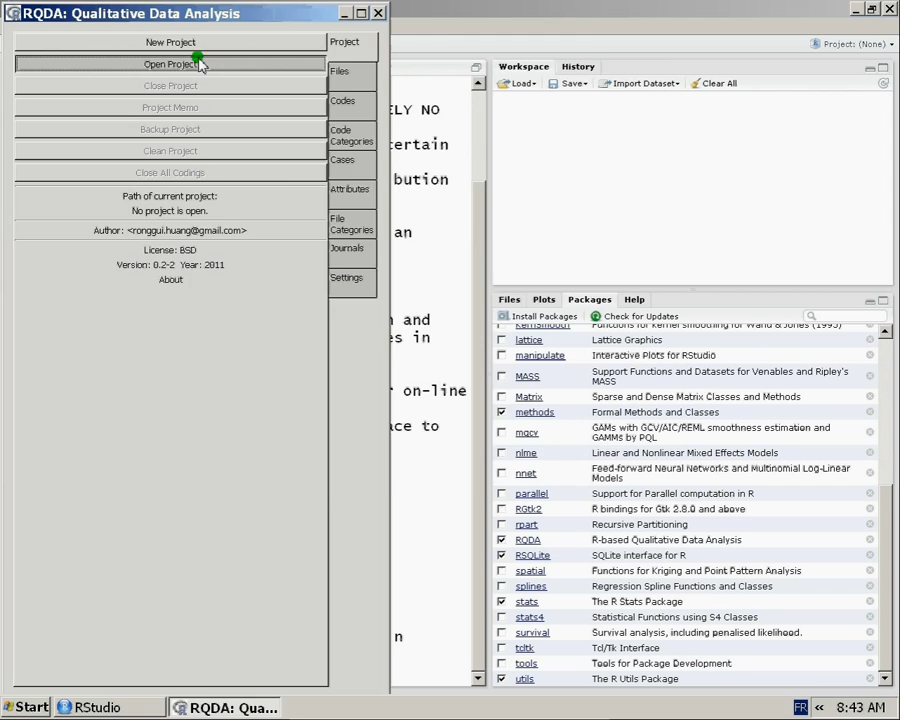 RQDA: Qualitative Data Analysis
New Project
Open Project
Close Project
Project Memo
Backup Project
Clean Project
Close All Codings
Path of current project:
No project is open.
Author: <ronggui.huang@gmail.com>
License: BSD
Version: 0.2-2 Year: 2011
About
Project
Files
Codes
Code
Categories
Cases
Attributes
File
Categories
Journals
Settings
ELY NO
ertain
bution
an
n and
es in
r on-line
ace to
n
Project: (None)
Workspace History
Load Save Import Dataset Clear All
Files Plots Packages Help
Install Packages Check for Updates
KernSmooth Functions for kernel smoothing for Wand & Jones (1995)
lattice Lattice Graphics
manipulate Interactive Plots for RStudio
MASS Support Functions and Datasets for Venables and Ripley's
MASS
Matrix Sparse and Dense Matrix Classes and Methods
methods Formal Methods and Classes
mgcv GAMs with GCV/AIC/REML smoothness estimation and
GAMMs by PQL
nlme Linear and Nonlinear Mixed Effects Models
nnet Feed-forward Neural Networks and Multinomial Log-Linear
Models
parallel Support for Parallel computation in R
RGtk2 R bindings for Gtk 2.8.0 and above
rpart Recursive Partitioning
RQDA R-based Qualitative Data Analysis
RSQLite SQLite interface for R
spatial Functions for Kriging and Point Pattern Analysis
splines Regression Spline Functions and Classes
stats The R Stats Package
stats4 Statistical Functions using S4 Classes
survival Survival analysis, including penalised likelihood.
tcltk Tcl/Tk Interface
tools Tools for Package Development
utils The R Utils Package
Start RStudio RQDA: Qua... FR « 8:43 AM